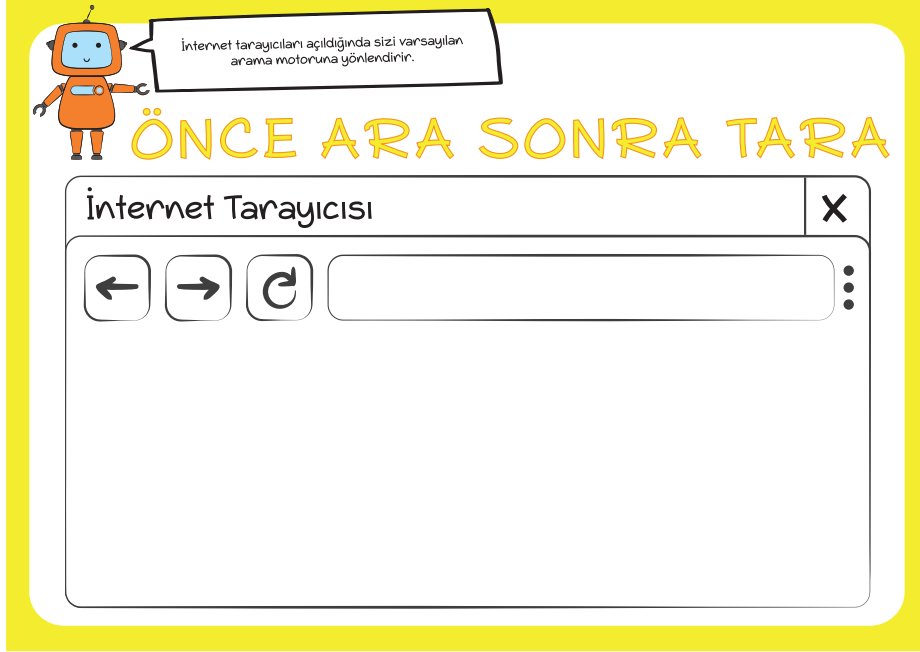 İnternet tarayıcıları açıldığında sizi varsayılan
arama motoruna yönlendirir.
ÖNCE ARA SONRA TARA
İnternet Tarayıcısı
X